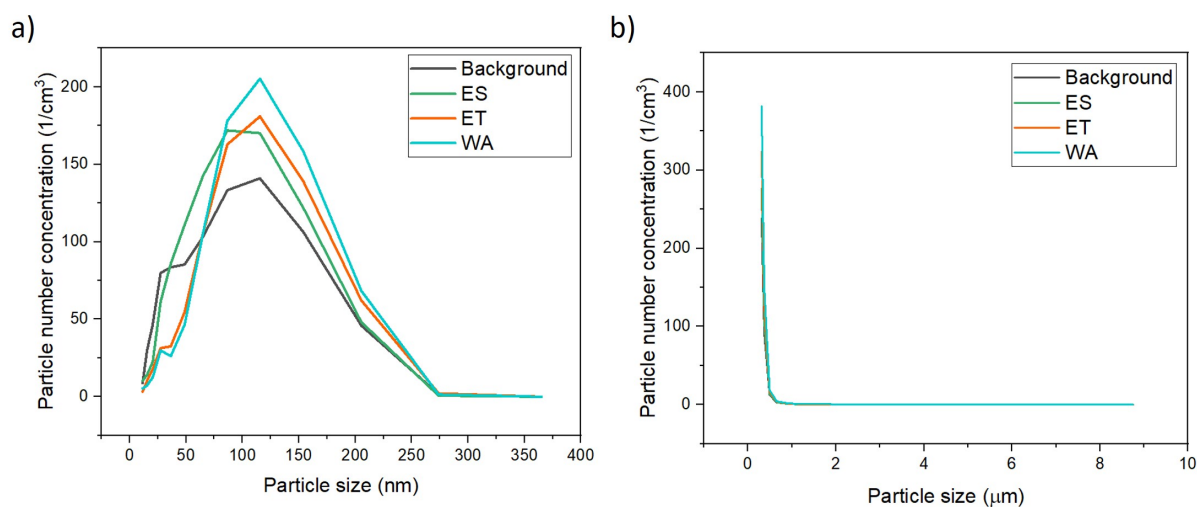 a)
Particle number concentration (1/cm³)
200
150
100
50
0
Background
ES
ET
WA
0 50 100 150 200 250 300 350 400
Particle size (nm)
b)
Particle number concentration (1/cm³)
400
300
200
100
0
Background
ES
ET
WA
0 2 4 6 8 10
Particle size (μm)